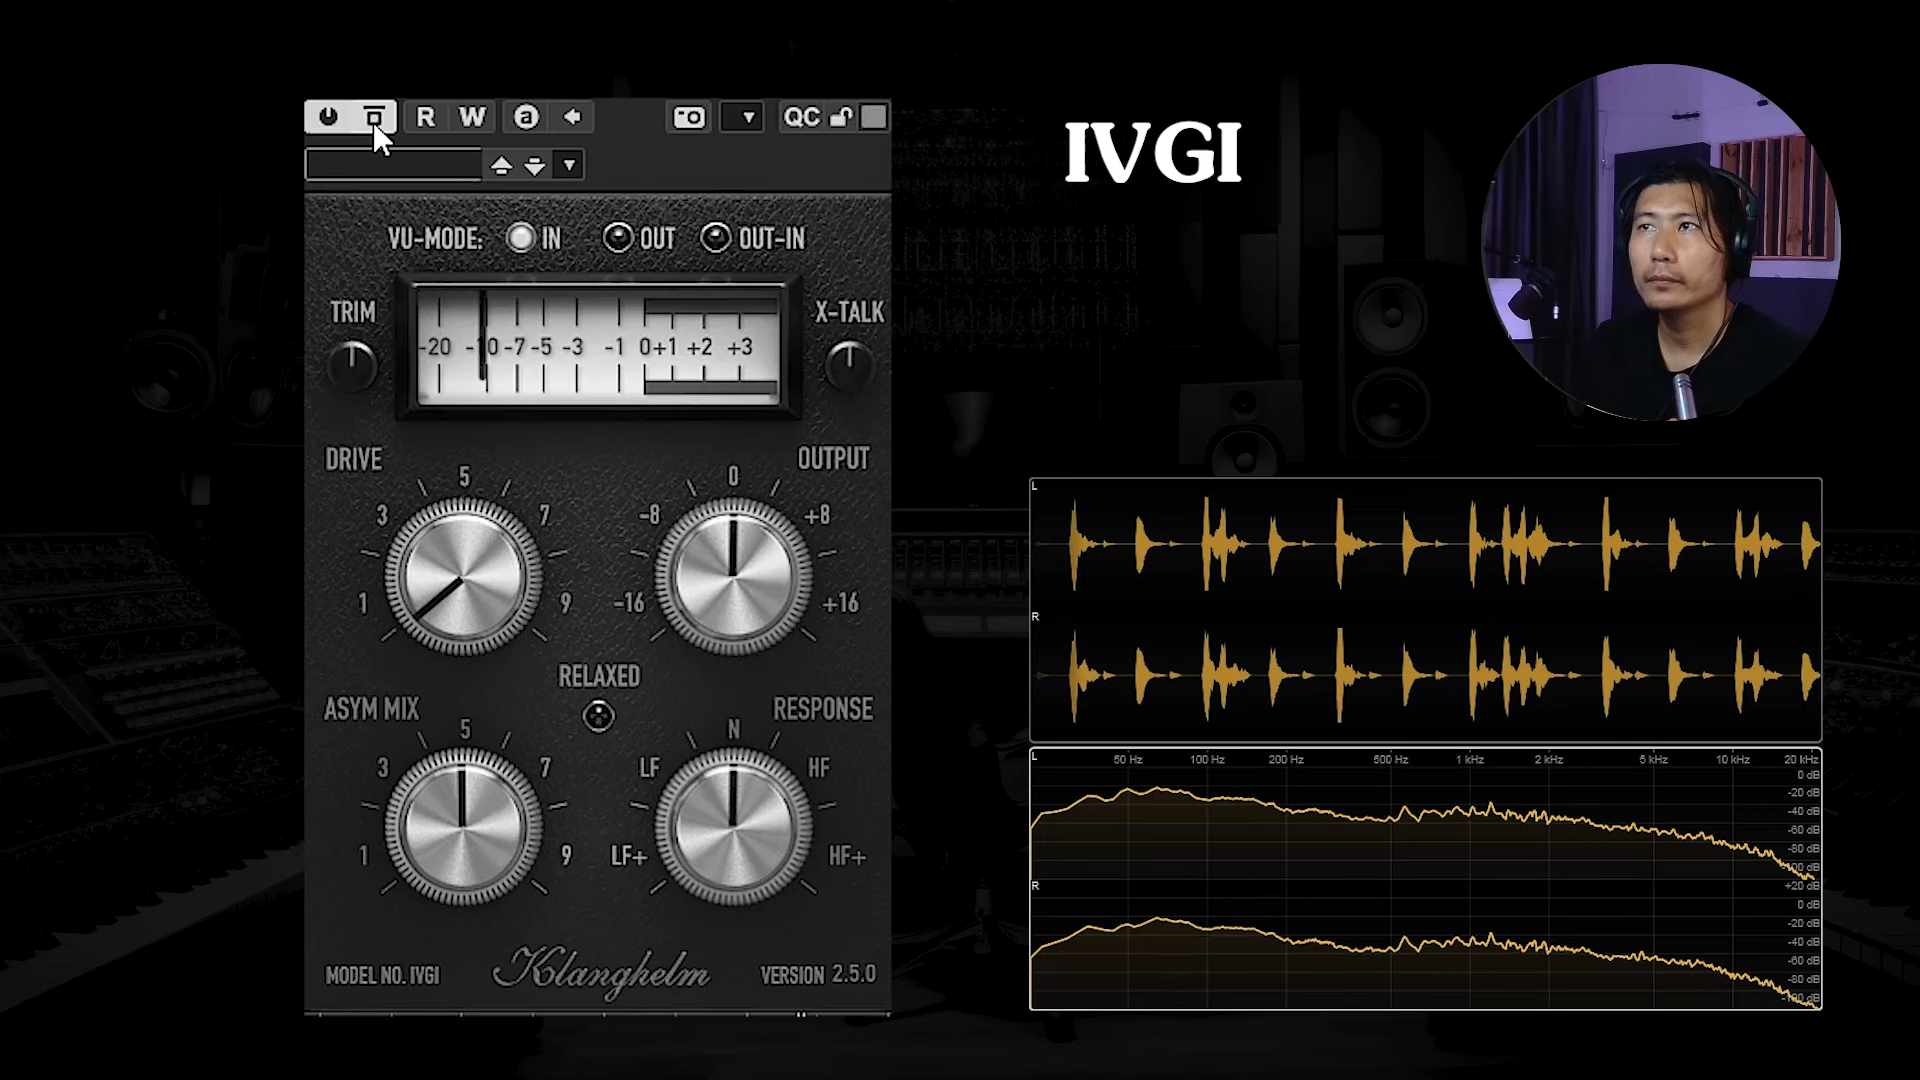 IVGI
R W a QC
VU-MODE: IN OUT OUT-IN
TRIM X-TALK
-20 -10 -7 -5 -3 -1 0 +1 +2 +3
DRIVE OUTPUT
1 3 5 7 9
-16 -8 0 +8 +16
RELAXED
ASYM MIX RESPONSE
1 3 5 7 9
LF+ LF N HF HF+
MODEL NO. IVGI Klanghelm VERSION 2.5.0
L
R
L 50 Hz 100 Hz 200 Hz 500 Hz 1 kHz 2 kHz 5 kHz 10 kHz 20 kHz
0 dB
-20 dB
-40 dB
-60 dB
-80 dB
-100 dB
R +20 dB
0 dB
-20 dB
-40 dB
-60 dB
-80 dB
-100 dB